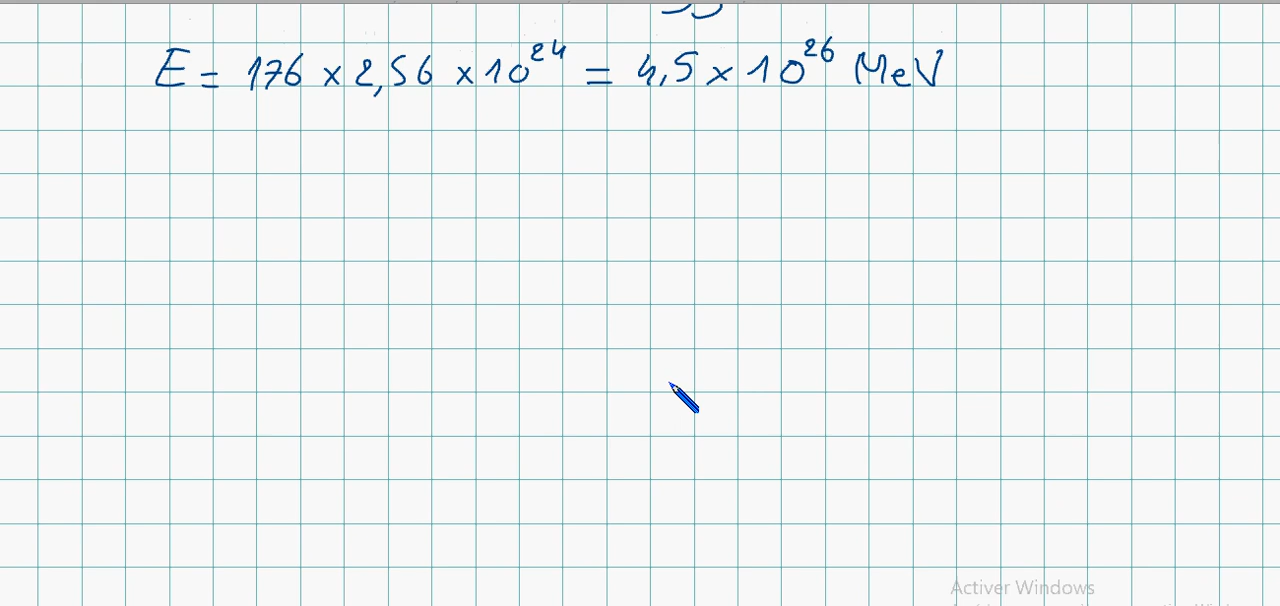 E = 176 × 2,56 × 10²⁴ = 4,5 × 10²⁶ MeV
Activer Windows